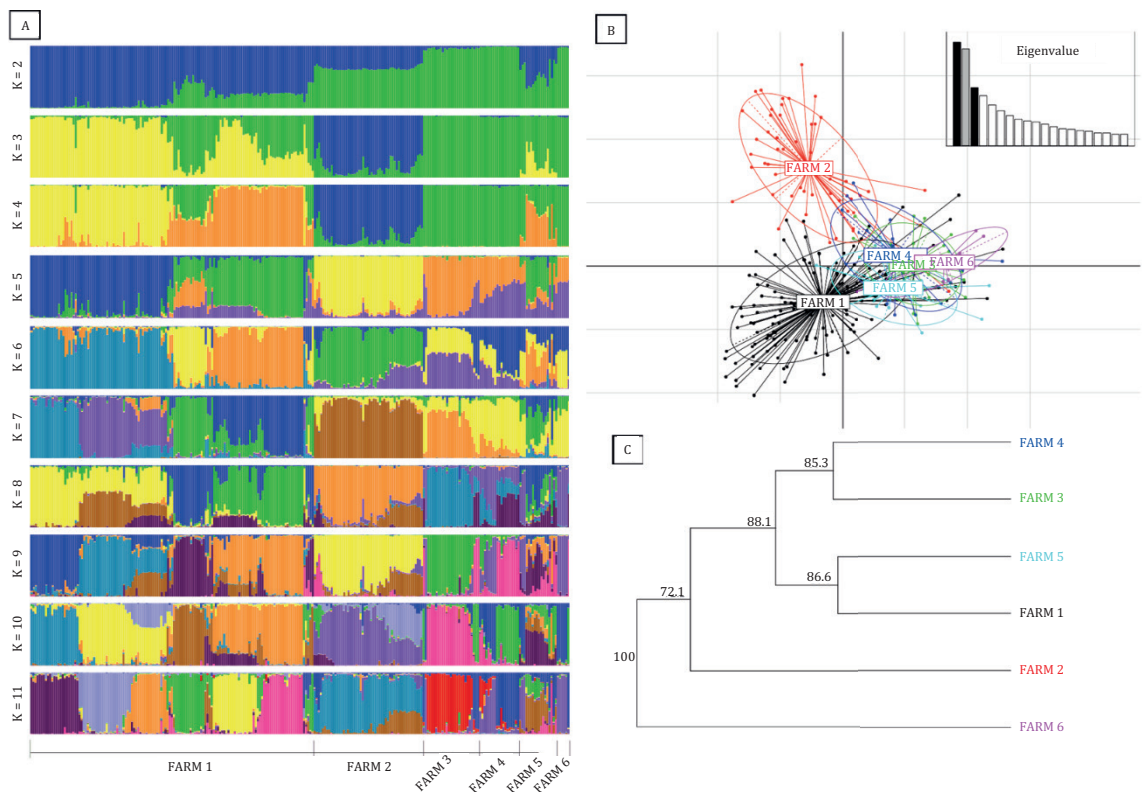 A
K = 2
K = 3
K = 4
K = 5
K = 6
K = 7
K = 8
K = 9
K = 10
K = 11
FARM 1
FARM 2
FARM 3
FARM 4
FARM 5
FARM 6
B
Eigenvalue
FARM 2
FARM 4
FARM 6
FARM 5
FARM 1
C
FARM 4
85.3
FARM 3
88.1
FARM 5
86.6
72.1
FARM 1
FARM 2
100
FARM 6